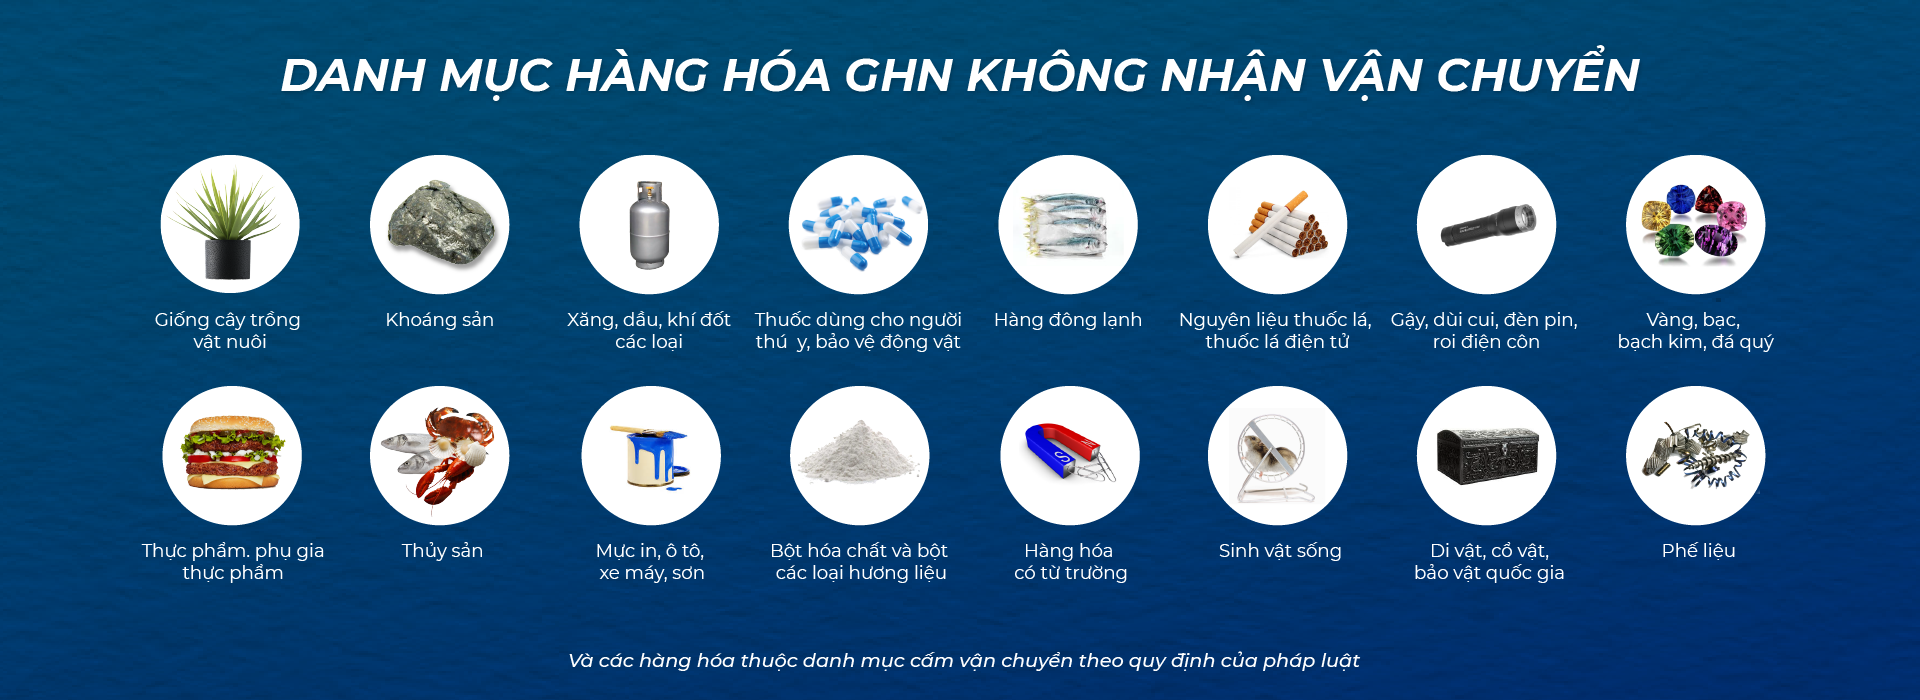 DANH MỤC HÀNG HÓA GHN KHÔNG NHẬN VẬN CHUYỂN
Giống cây trồng
vật nuôi
Khoáng sản
Xăng, dầu, khí đốt
các loại
Thuốc dùng cho người
thú y, bảo vệ động vật
Hàng đông lạnh
Nguyên liệu thuốc lá,
thuốc lá điện tử
Gậy, dùi cui, đèn pin,
roi điện côn
Vàng, bạc,
bạch kim, đá quý
Thực phẩm. phụ gia
thực phẩm
Thủy sản
Mực in, ô tô,
xe máy, sơn
Bột hóa chất và bột
các loại hương liệu
Hàng hóa
có từ trường
Sinh vật sống
Di vật, cổ vật,
bảo vật quốc gia
Phế liệu
Và các hàng hóa thuộc danh mục cấm vận chuyển theo quy định của pháp luật